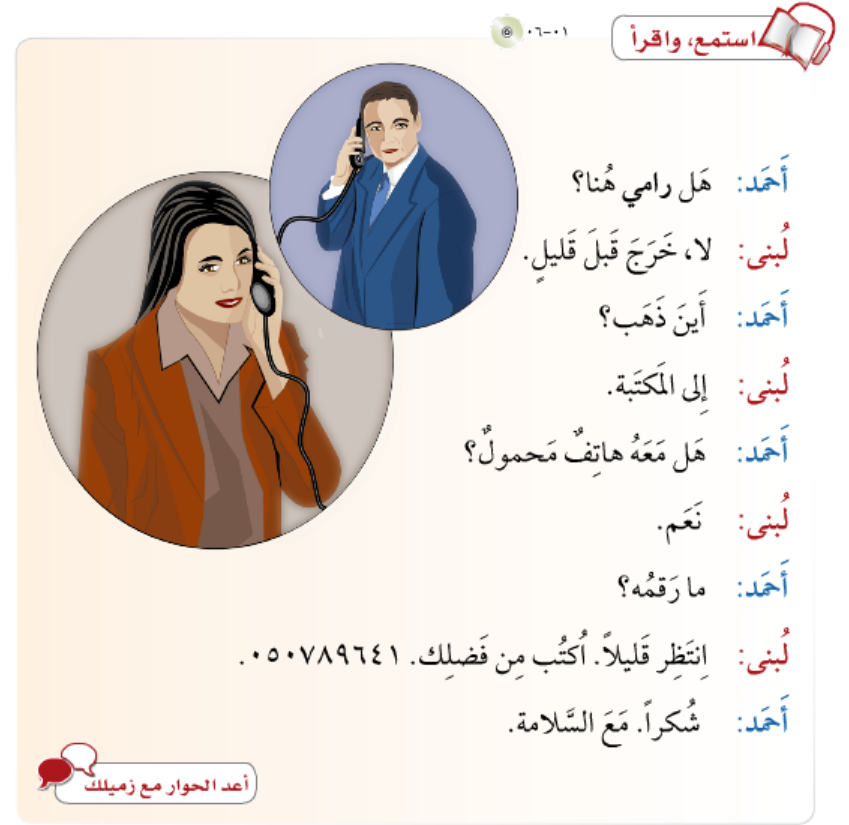 استمع، واقرأ
٠٦-٠١
أَحمَد: هَل رامي هُنا؟
لُبنى: لا، خَرَجَ قَبلَ قَليلٍ.
أَحمَد: أَينَ ذَهَب؟
لُبنى: إِلى المَكتَبة.
أَحمَد: هَل مَعَهُ هاتِفٌ مَحمولٌ؟
لُبنى: نَعَم.
أَحمَد: ما رَقمُه؟
لُبنى: اِنتَظِر قَليلاً. اُكتُب مِن فَضلِك. ٠٥٠٧٨٩٦٤١.
أَحمَد: شُكراً. مَعَ السَّلامة.
أعد الحوار مع زميلك